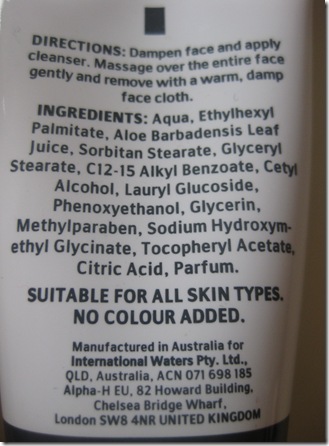 DIRECTIONS: Dampen face and apply
cleanser. Massage over the entire face
gently and remove with a warm, damp
face cloth.
INGREDIENTS: Aqua, Ethylhexyl
Palmitate, Aloe Barbadensis Leaf
Juice, Sorbitan Stearate, Glyceryl
Stearate, C12-15 Alkyl Benzoate, Cetyl
Alcohol, Lauryl Glucoside,
Phenoxyethanol, Glycerin,
Methylparaben, Sodium Hydroxym-
ethyl Glycinate, Tocopheryl Acetate,
Citric Acid, Parfum.
SUITABLE FOR ALL SKIN TYPES.
NO COLOUR ADDED.
Manufactured in Australia for
International Waters Pty. Ltd.,
QLD, Australia, ACN 071 698 185
Alpha-H EU, 82 Howard Building,
Chelsea Bridge Wharf,
London SW8 4NR UNITED KINGDOM